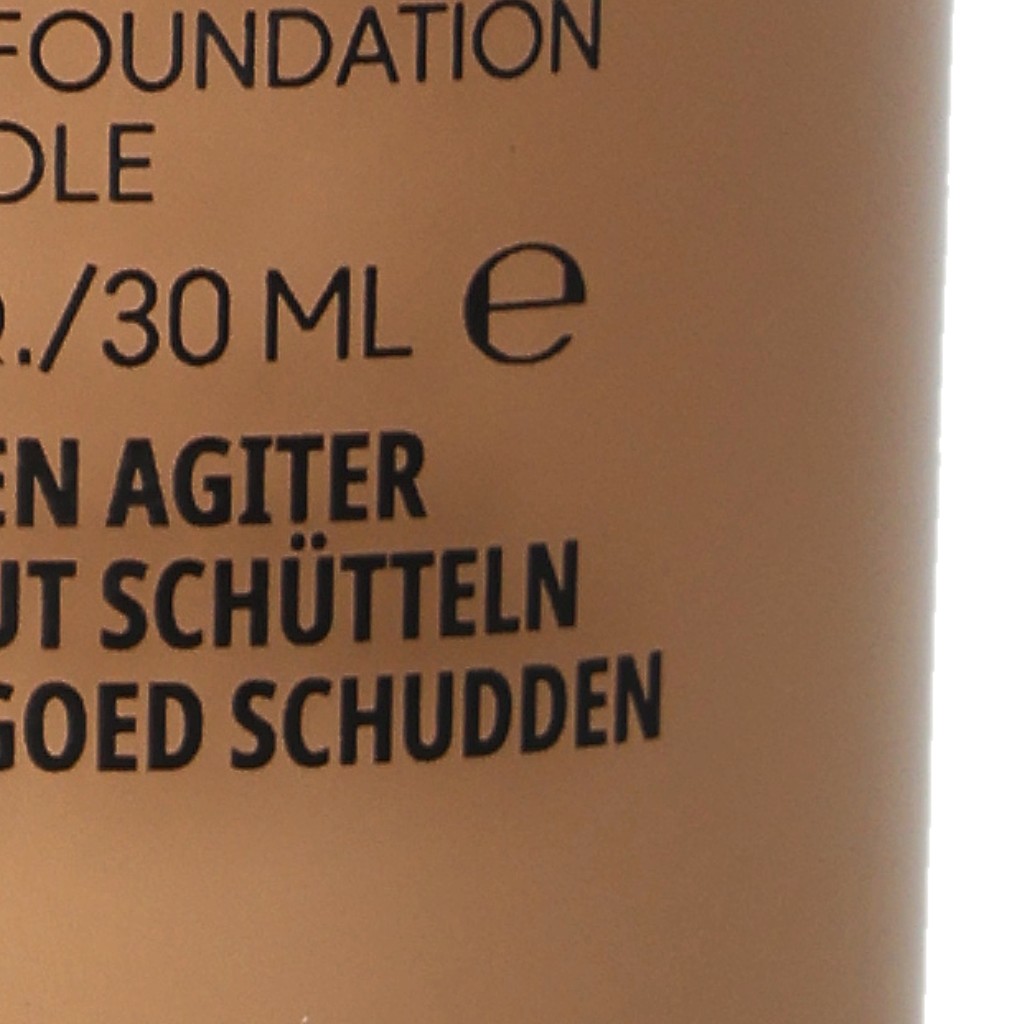 FOUNDATION
OLE
./30 ML ℮
EN AGITER
UT SCHÜTTELN
GOED SCHUDDEN